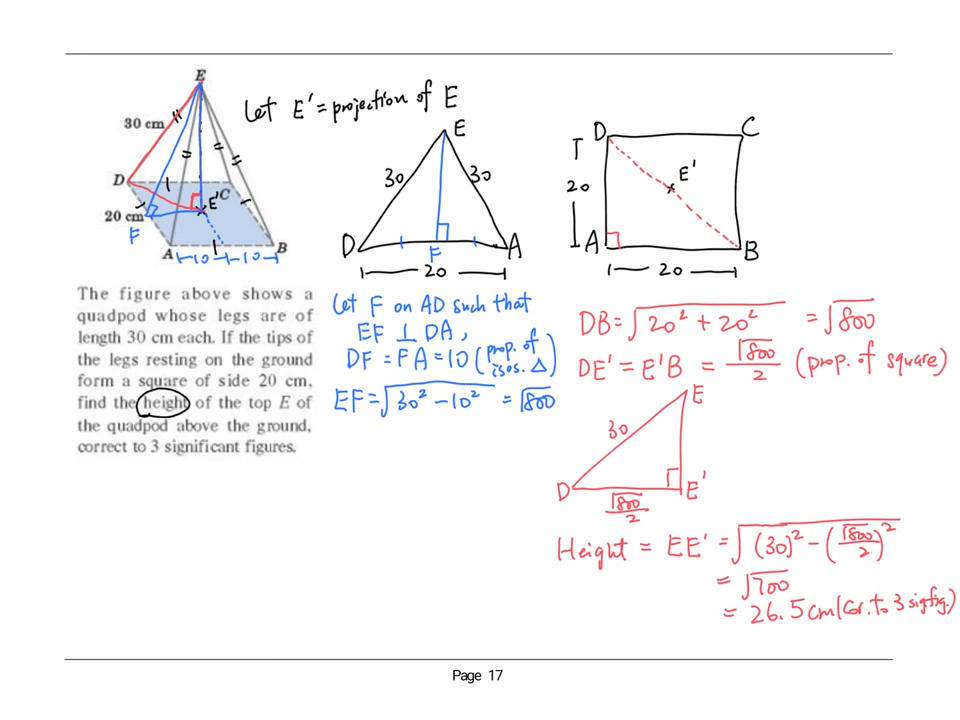 E
30 cm
D
E'
C
20 cm
F
A
B
10
10
Let E' = projection of E
E
30
30
D
F
A
20
D
C
E'
20
A
B
20
The figure above shows a
quadpod whose legs are of
length 30 cm each. If the tips of
the legs resting on the ground
form a square of side 20 cm,
find the height of the top E of
the quadpod above the ground,
correct to 3 significant figures.
Let F on AD such that
EF ⊥ DA,
DF = FA = 10 (prop. of isos. △)
EF = √(30² − 10²) = √800
DB = √(20² + 20²) = √800
DE' = E'B = √800/2 (prop. of square)
E
30
D
E'
√800/2
Height = EE' = √((30)² − (√800/2)²)
= √700
= 26.5 cm (cor. to 3 sig fig.)
Page 17